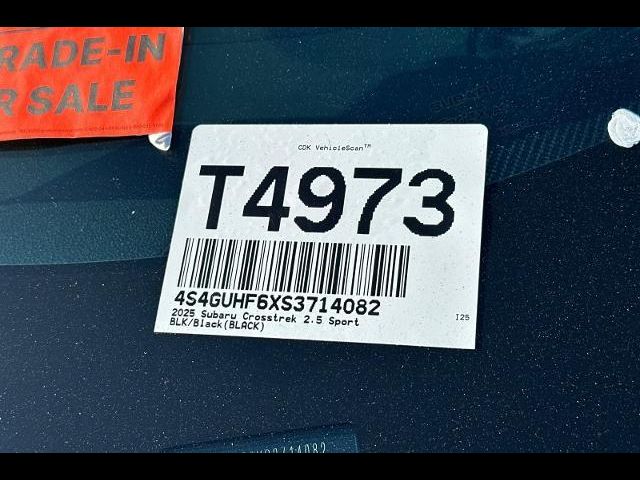 RADE-IN
R SALE
CDK VehicleScan™
T4973
4S4GUHF6XS3714082
2025 Subaru Crosstrek 2.5 Sport
BLK/Black(BLACK)
I25